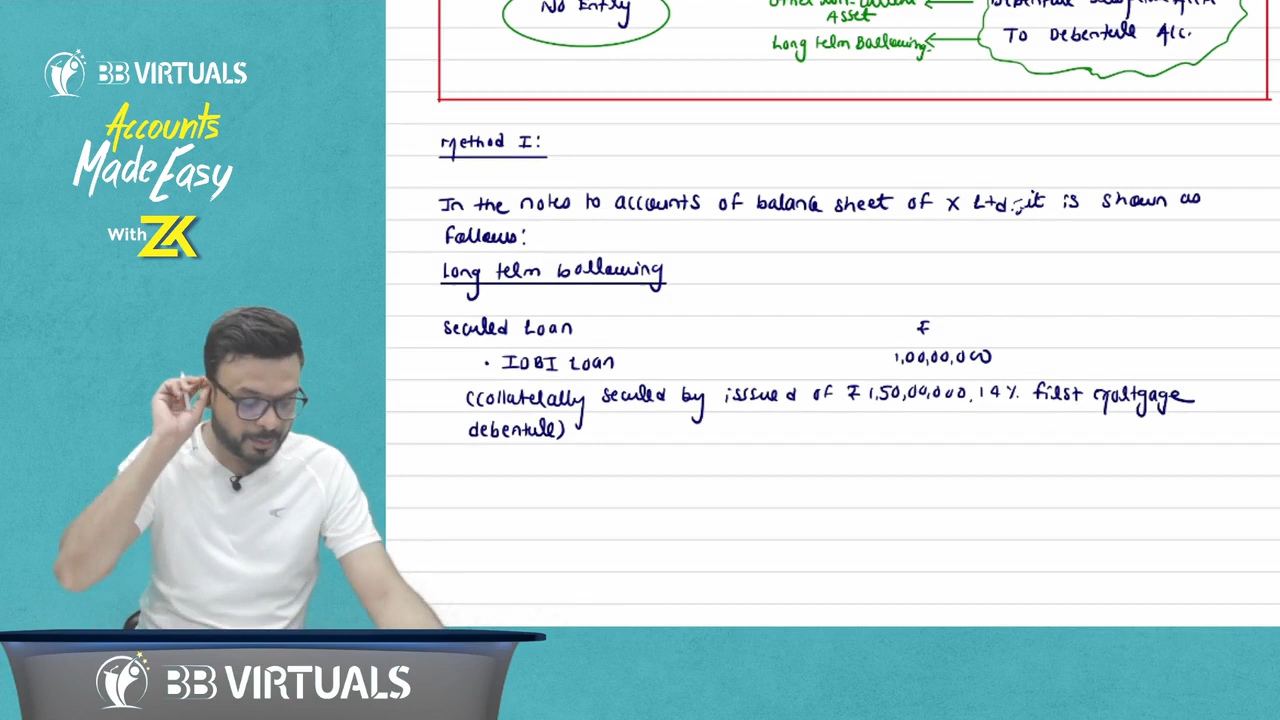 BB VIRTUALS
Accounts
Made Easy
With ZK
No Entry
Asset
Long term Borrowing.
To Debenture A/c.
Method I:
In the notes to accounts of balance sheet of X Ltd. it is shown as
follows:
Long term borrowing
Secured Loan ₹
• IDBI Loan 1,00,00,000
(Collaterally secured by isssued of ₹ 1,50,00,000, 14% first mortgage
debenture)
BB VIRTUALS